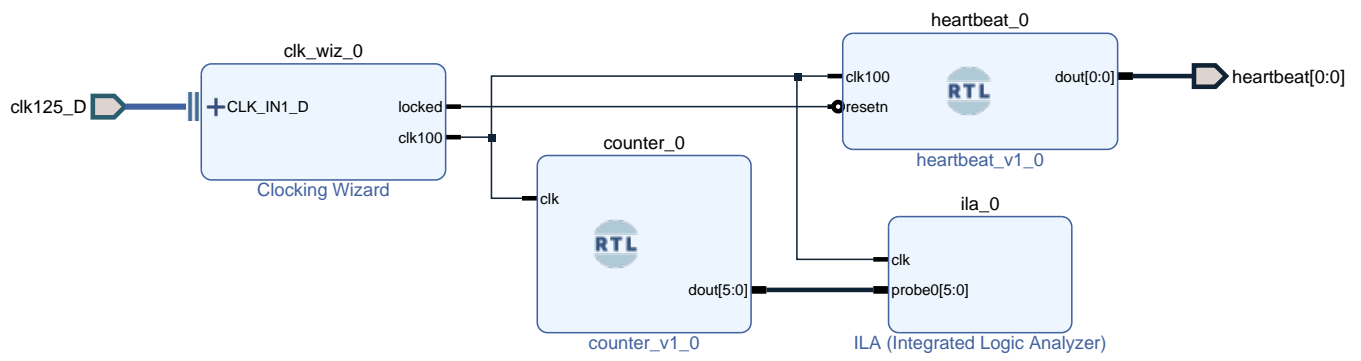 heartbeat_0
clk_wiz_0
clk100
dout[0:0]
heartbeat[0:0]
RTL
clk125_D
CLK_IN1_D
locked
resetn
clk100
counter_0
heartbeat_v1_0
Clocking Wizard
clk
ila_0
RTL
clk
dout[5:0]
probe0[5:0]
counter_v1_0
ILA (Integrated Logic Analyzer)